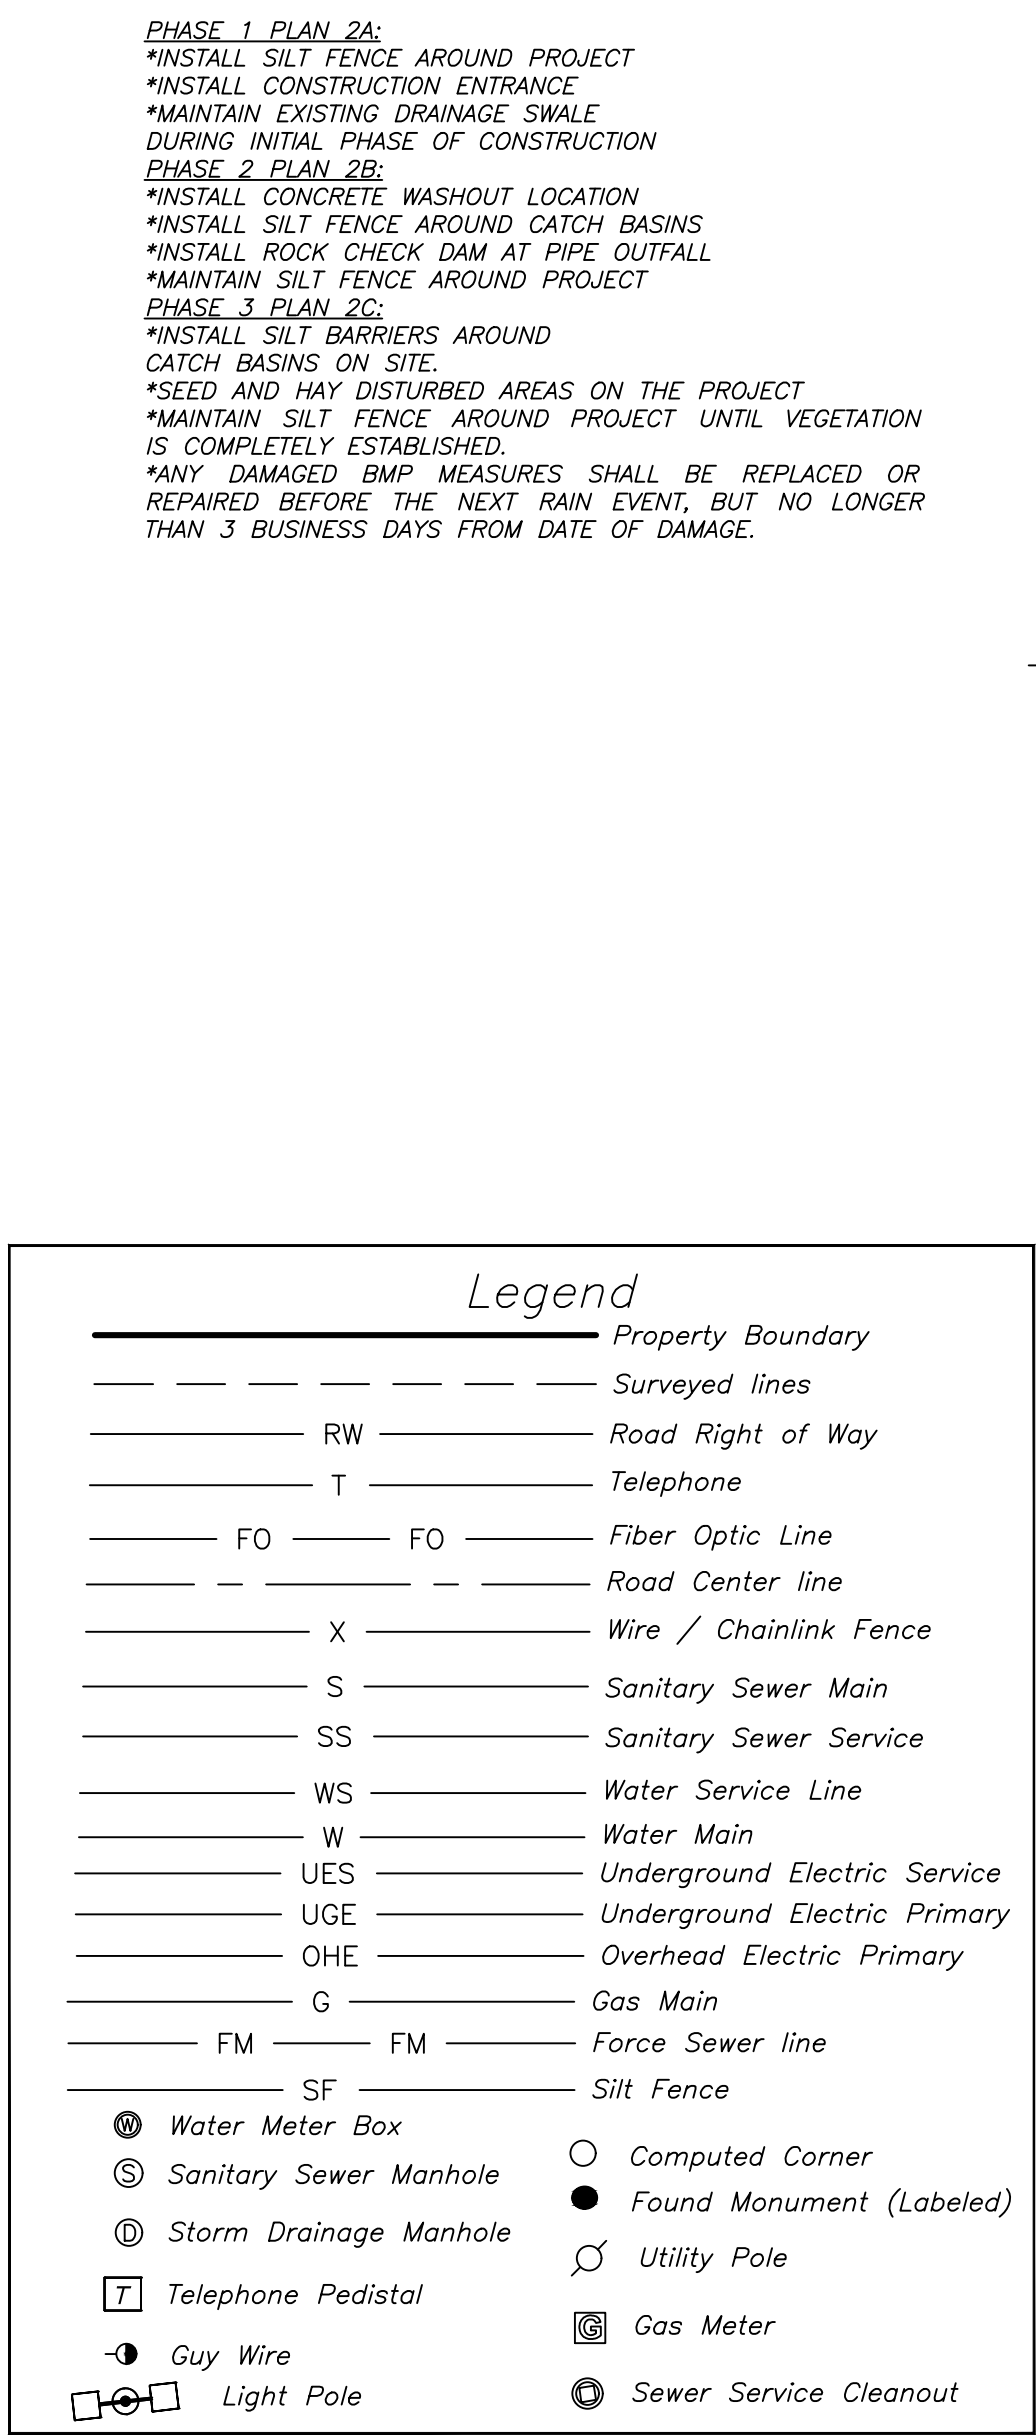 PHASE 1 PLAN 2A:
*INSTALL SILT FENCE AROUND PROJECT
*INSTALL CONSTRUCTION ENTRANCE
*MAINTAIN EXISTING DRAINAGE SWALE
DURING INITIAL PHASE OF CONSTRUCTION
PHASE 2 PLAN 2B:
*INSTALL CONCRETE WASHOUT LOCATION
*INSTALL SILT FENCE AROUND CATCH BASINS
*INSTALL ROCK CHECK DAM AT PIPE OUTFALL
*MAINTAIN SILT FENCE AROUND PROJECT
PHASE 3 PLAN 2C:
*INSTALL SILT BARRIERS AROUND
CATCH BASINS ON SITE.
*SEED AND HAY DISTURBED AREAS ON THE PROJECT
*MAINTAIN SILT FENCE AROUND PROJECT UNTIL VEGETATION
IS COMPLETELY ESTABLISHED.
*ANY DAMAGED BMP MEASURES SHALL BE REPLACED OR
REPAIRED BEFORE THE NEXT RAIN EVENT, BUT NO LONGER
THAN 3 BUSINESS DAYS FROM DATE OF DAMAGE.
Legend
Property Boundary
Surveyed lines
RW Road Right of Way
T Telephone
FO FO Fiber Optic Line
Road Center line
X Wire / Chainlink Fence
S Sanitary Sewer Main
SS Sanitary Sewer Service
WS Water Service Line
W Water Main
UES Underground Electric Service
UGE Underground Electric Primary
OHE Overhead Electric Primary
G Gas Main
FM FM Force Sewer line
SF Silt Fence
W Water Meter Box
S Sanitary Sewer Manhole
D Storm Drainage Manhole
T Telephone Pedistal
Guy Wire
Light Pole
Computed Corner
Found Monument (Labeled)
Utility Pole
G Gas Meter
Sewer Service Cleanout